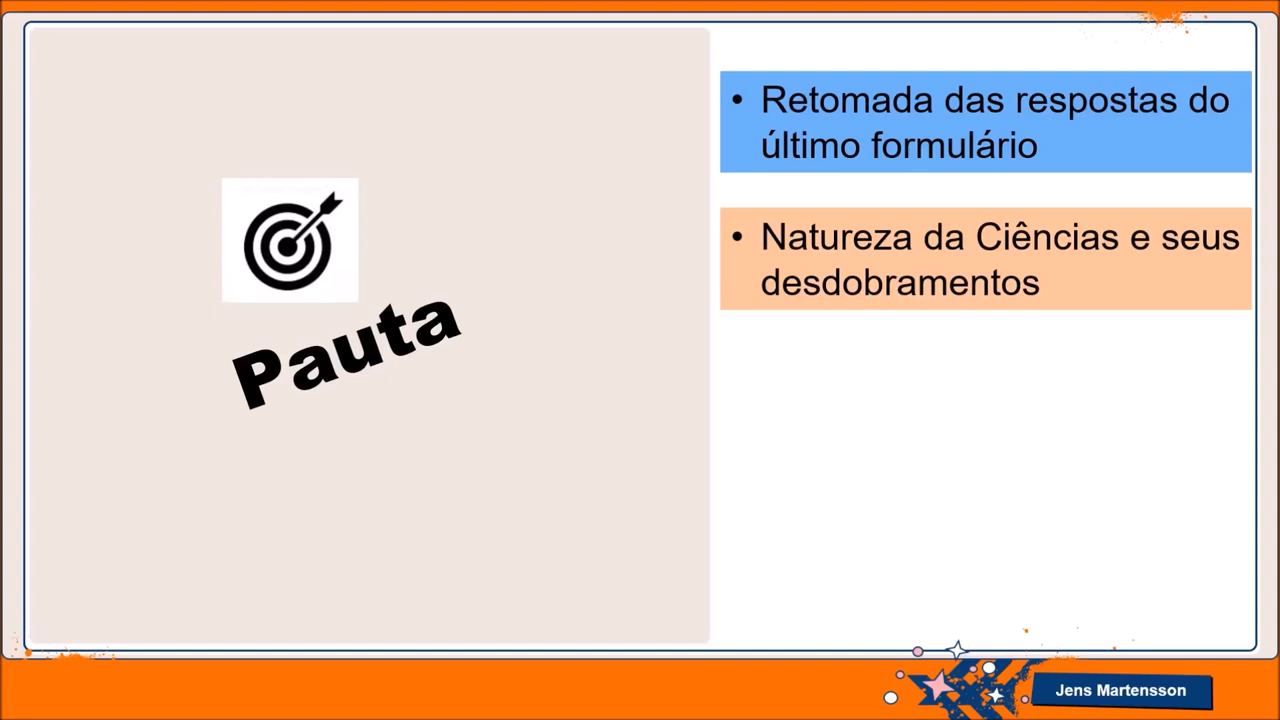 Pauta
• Retomada das respostas do
último formulário
• Natureza da Ciências e seus
desdobramentos
Jens Martensson